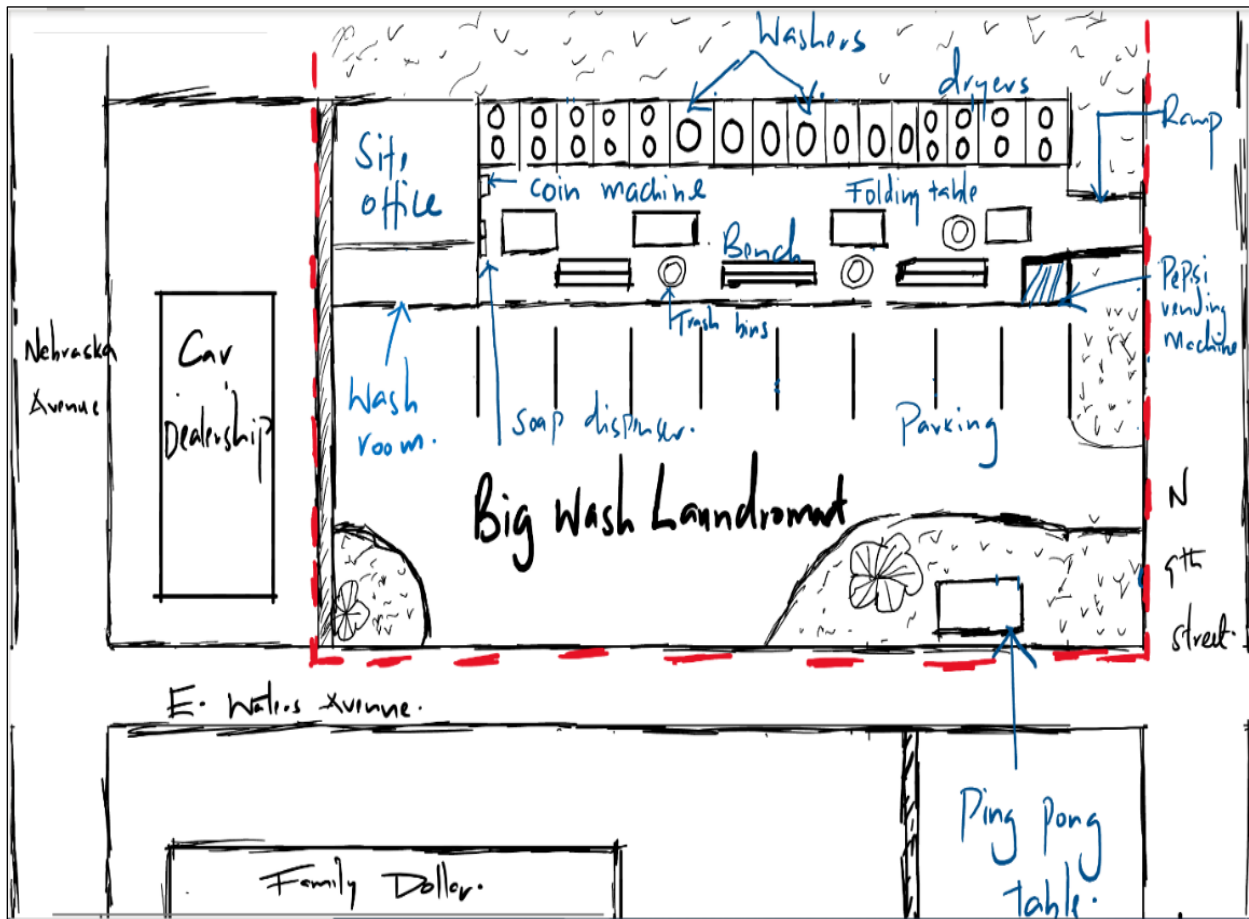 Washers
dryers
Ramp
Site
office
coin machine
Folding table
Bench
Pepsi
vending
Machine
Trash bins
Nebraska
Avenue
Car
Dealership
Wash
room.
soap dispenser.
Parking
Big Wash Laundromat
N
9th
street.
E. Waters Avenue.
Ping Pong
table.
Family Dollar.